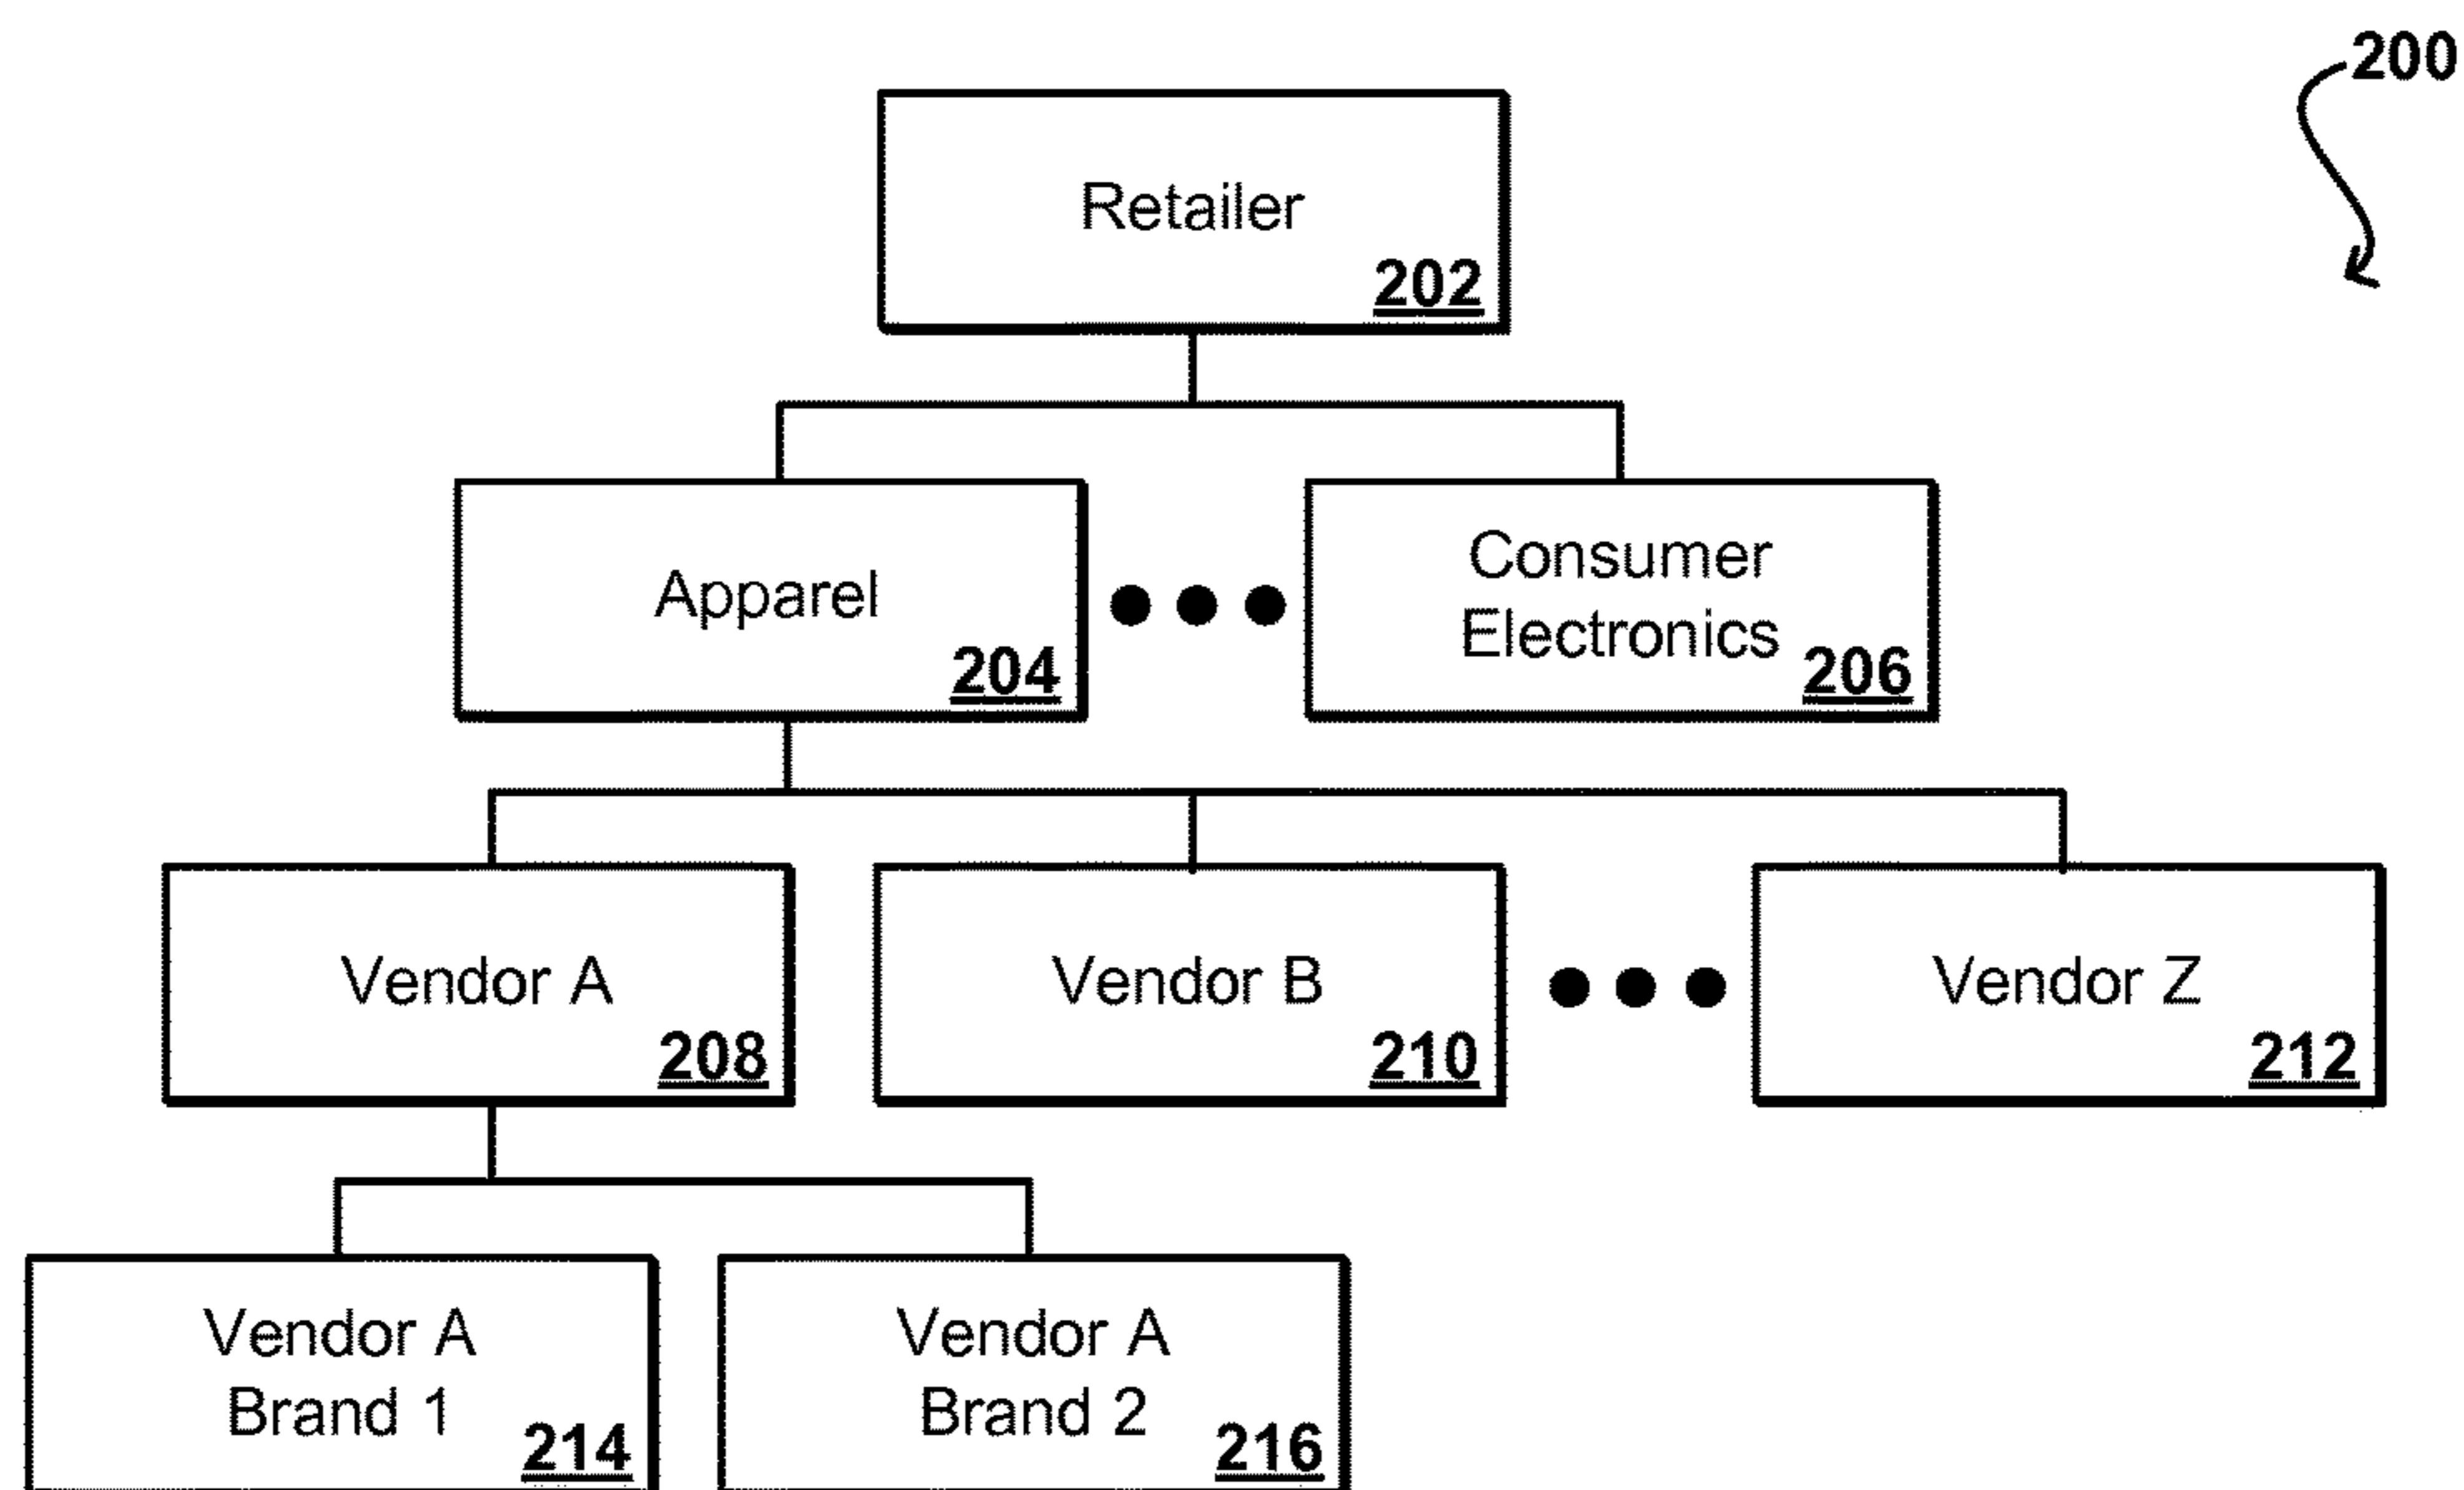 200
Retailer
202
Apparel
204
Consumer
Electronics
206
Vendor A
208
Vendor B
210
Vendor Z
212
Vendor A
Brand 1
214
Vendor A
Brand 2
216